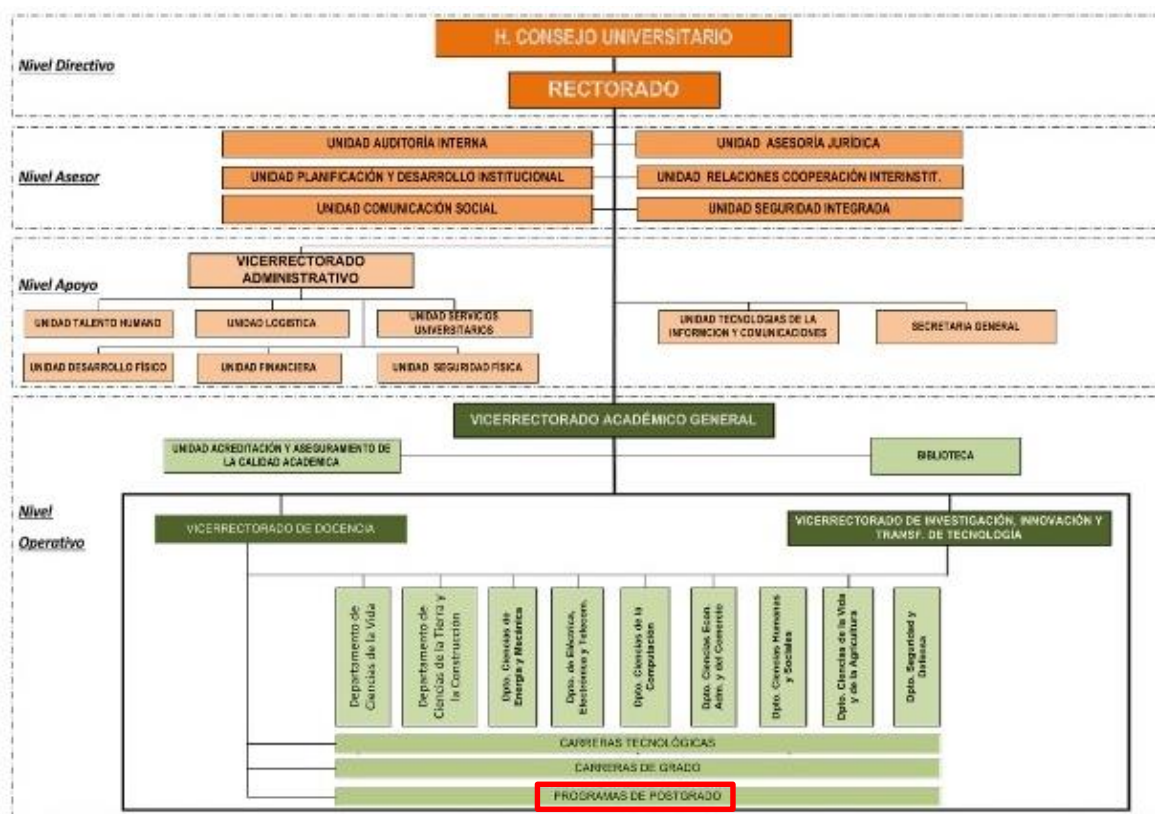 H. CONSEJO UNIVERSITARIO
Nivel Directivo
RECTORADO
UNIDAD AUDITORÍA INTERNA
UNIDAD ASESORÍA JURÍDICA
Nivel Asesor
UNIDAD PLANIFICACIÓN Y DESARROLLO INSTITUCIONAL
UNIDAD RELACIONES COOPERACIÓN INTERINSTIT.
UNIDAD COMUNICACIÓN SOCIAL
UNIDAD SEGURIDAD INTEGRADA
VICERRECTORADO
ADMINISTRATIVO
Nivel Apoyo
UNIDAD TALENTO HUMANO
UNIDAD LOGISTICA
UNIDAD SERVICIOS
UNIVERSITARIOS
UNIDAD TECNOLOGIAS DE LA
INFORMCION Y COMUNICACIONES
SECRETARIA GENERAL
UNIDAD DESARROLLO FÍSICO
UNIDAD FINANCIERA
UNIDAD SEGURIDAD FÍSICA
VICERRECTORADO ACADÉMICO GENERAL
UNIDAD ACREDITACIÓN Y ASEGURAMIENTO DE
LA CALIDAD ACADEMICA
BIBLIOTECA
Nivel
Operativo
VICERRECTORADO DE DOCENCIA
VICERRECTORADO DE INVESTIGACIÓN, INNOVACIÓN Y
TRANSF. DE TECNOLOGÍA
Departamento de
Ciencias de la Vida
Departamento de
Ciencias de la Tierra y
la Construcción
Dpto. Ciencias de
Energía y Mecánica
Dpto. de Eléctrica,
Electrónica y Telecom.
Dpto. Ciencias de la
Computación
Dpto. Ciencias Econ.
Adm. y del Comercio
Dpto. Ciencias Humanas
y Sociales
Dpto. Ciencias de la Vida
y de la Agricultura
Dpto. Seguridad y
Defensa
CARRERAS TECNOLÓGICAS
CARRERAS DE GRADO
PROGRAMAS DE POSTGRADO